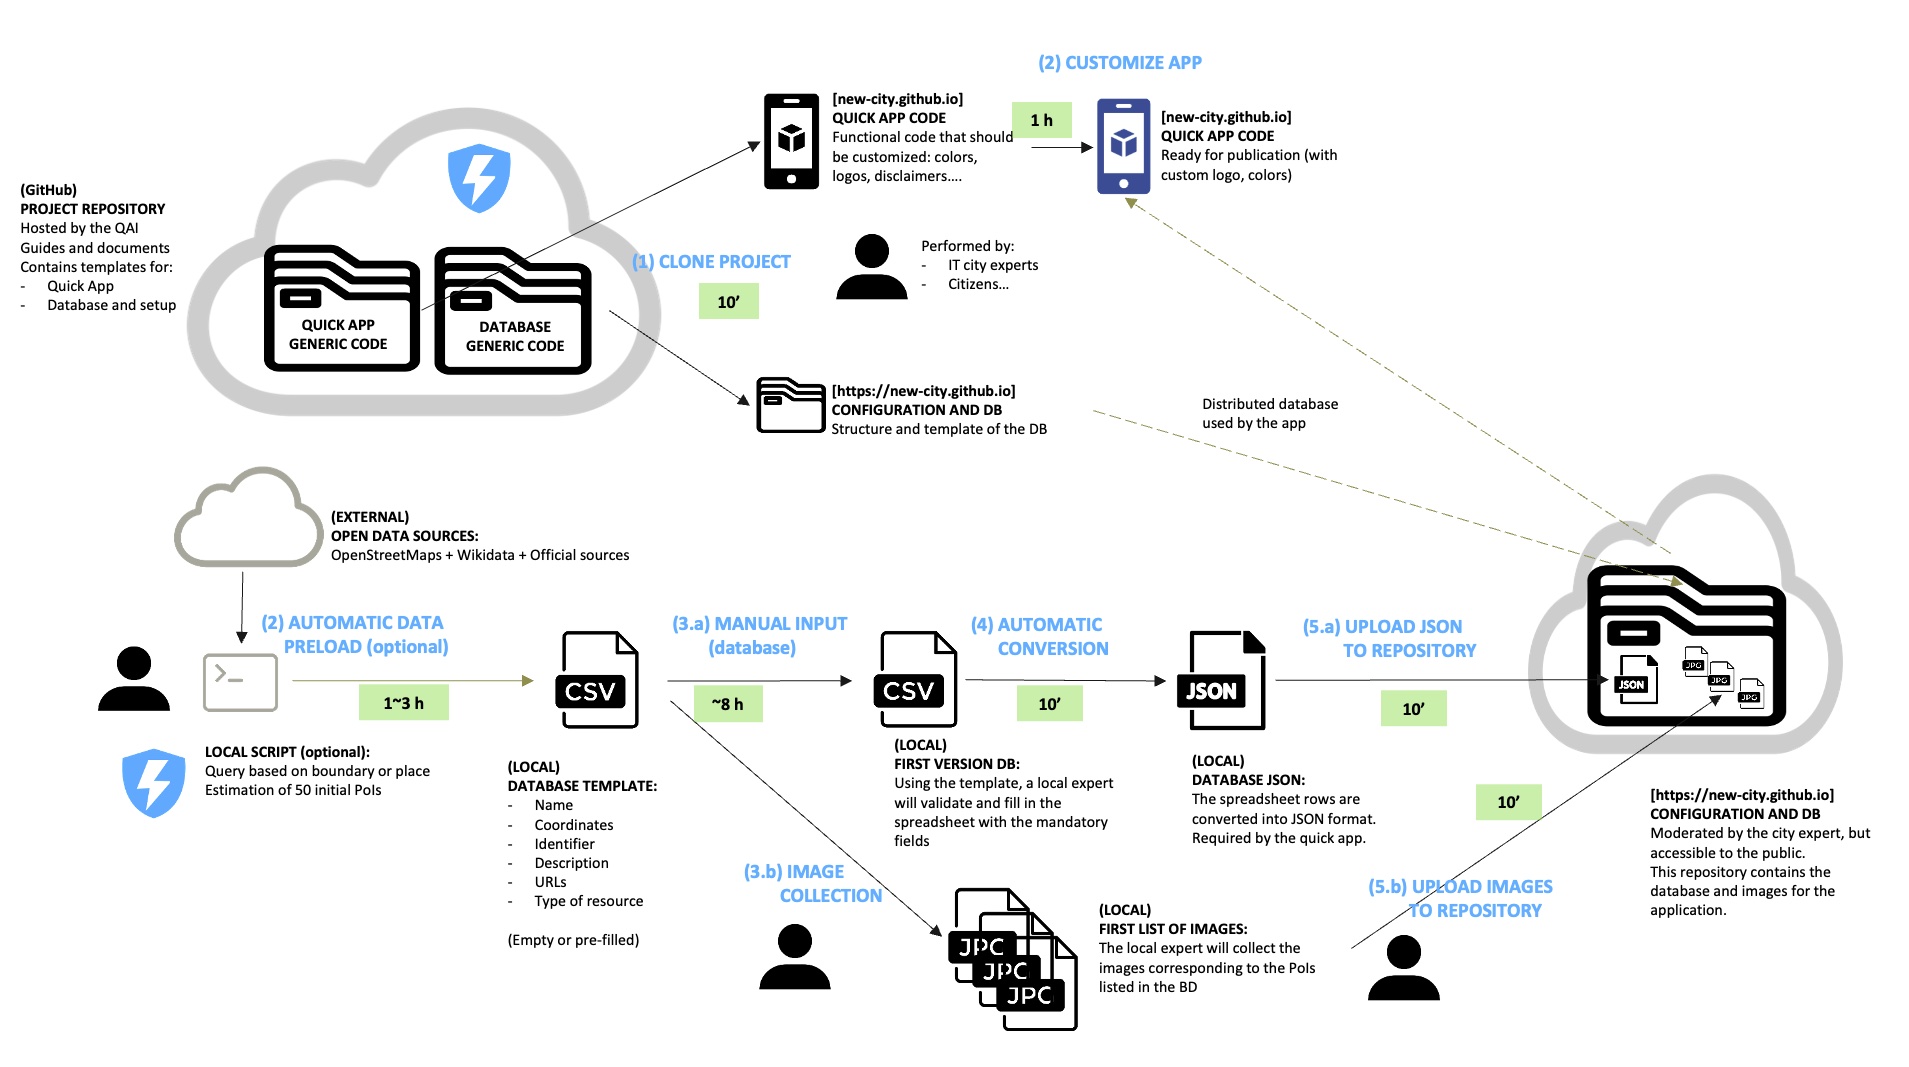 (2) CUSTOMIZE APP
[new-city.github.io]
QUICK APP CODE
Functional code that should
be customized: colors,
logos, disclaimers....
1 h
[new-city.github.io]
QUICK APP CODE
Ready for publication (with
custom logo, colors)
(GitHub)
PROJECT REPOSITORY
Hosted by the QAI
Guides and documents
Contains templates for:
- Quick App
- Database and setup
QUICK APP
GENERIC CODE
DATABASE
GENERIC CODE
(1) CLONE PROJECT
10’
Performed by:
- IT city experts
- Citizens...
[https://new-city.github.io]
CONFIGURATION AND DB
Structure and template of the DB
Distributed database
used by the app
(EXTERNAL)
OPEN DATA SOURCES:
OpenStreetMaps + Wikidata + Official sources
(2) AUTOMATIC DATA
PRELOAD (optional)
>_
1~3 h
LOCAL SCRIPT (optional):
Query based on boundary or place
Estimation of 50 initial PoIs
CSV
(LOCAL)
DATABASE TEMPLATE:
- Name
- Coordinates
- Identifier
- Description
- URLs
- Type of resource
(Empty or pre-filled)
(3.a) MANUAL INPUT
(database)
~8 h
CSV
(LOCAL)
FIRST VERSION DB:
Using the template, a local expert
will validate and fill in the
spreadsheet with the mandatory
fields
(4) AUTOMATIC
CONVERSION
10’
JSON
(LOCAL)
DATABASE JSON:
The spreadsheet rows are
converted into JSON format.
Required by the quick app.
(5.a) UPLOAD JSON
TO REPOSITORY
10’
JSON
JPG
JPG
JPG
(3.b) IMAGE
COLLECTION
JPG
JPG
JPG
(LOCAL)
FIRST LIST OF IMAGES:
The local expert will collect the
images corresponding to the PoIs
listed in the BD
10’
(5.b) UPLOAD IMAGES
TO REPOSITORY
[https://new-city.github.io]
CONFIGURATION AND DB
Moderated by the city expert, but
accessible to the public.
This repository contains the
database and images for the
application.